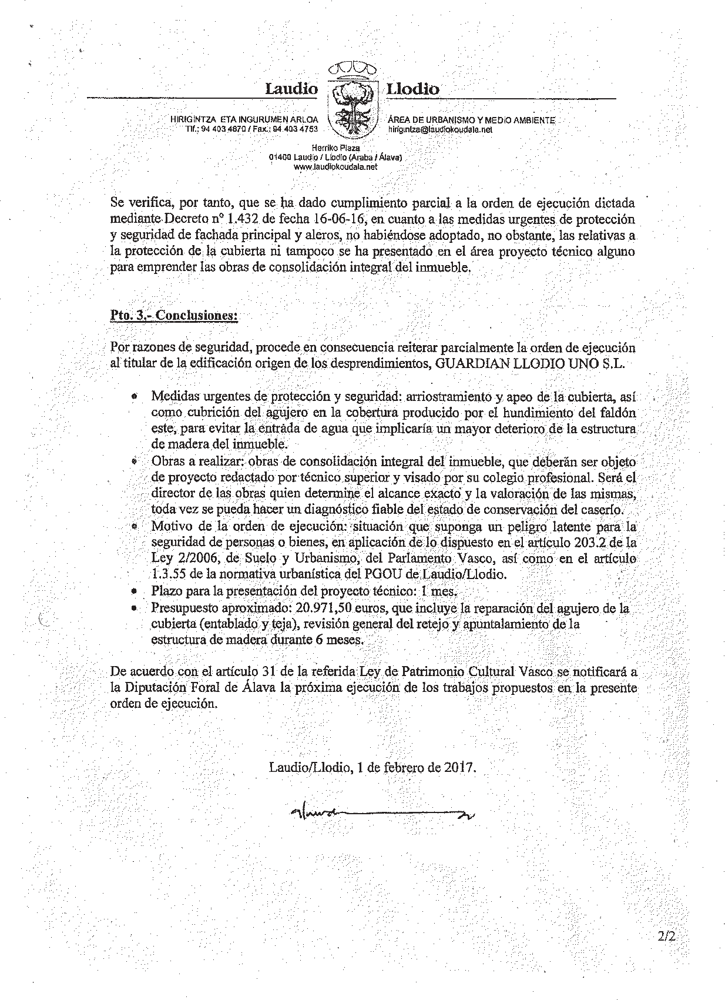 Laudio Llodio
HIRIGINTZA ETA INGURUMEN ARLOA
Tlf.: 94 403 4870 / Fax.: 94 403 4753
ÁREA DE URBANISMO Y MEDIO AMBIENTE
hirigintza@laudiokoudala.net
Herriko Plaza
01400 Laudio / Llodio (Araba / Álava)
www.laudiokoudala.net
Se verifica, por tanto, que se ha dado cumplimiento parcial a la orden de ejecución dictada
mediante Decreto nº 1.432 de fecha 16-06-16, en cuanto a las medidas urgentes de protección
y seguridad de fachada principal y aleros, no habiéndose adoptado, no obstante, las relativas a
la protección de la cubierta ni tampoco se ha presentado en el área proyecto técnico alguno
para emprender las obras de consolidación integral del inmueble.
Pto. 3.- Conclusiones:
Por razones de seguridad, procede en consecuencia reiterar parcialmente la orden de ejecución
al titular de la edificación origen de los desprendimientos, GUARDIAN LLODIO UNO S.L.
• Medidas urgentes de protección y seguridad: arriostramiento y apeo de la cubierta, así
como cubrición del agujero en la cobertura producido por el hundimiento del faldón
este, para evitar la entrada de agua que implicaría un mayor deterioro de la estructura
de madera del inmueble.
• Obras a realizar: obras de consolidación integral del inmueble, que deberán ser objeto
de proyecto redactado por técnico superior y visado por su colegio profesional. Será el
director de las obras quien determine el alcance exacto y la valoración de las mismas,
toda vez se pueda hacer un diagnóstico fiable del estado de conservación del caserío.
• Motivo de la orden de ejecución: situación que suponga un peligro latente para la
seguridad de personas o bienes, en aplicación de lo dispuesto en el artículo 203.2 de la
Ley 2/2006, de Suelo y Urbanismo, del Parlamento Vasco, así como en el artículo
1.3.55 de la normativa urbanística del PGOU de Laudio/Llodio.
• Plazo para la presentación del proyecto técnico: 1 mes.
• Presupuesto aproximado: 20.971,50 euros, que incluye la reparación del agujero de la
cubierta (entablado y teja), revisión general del retejo y apuntalamiento de la
estructura de madera durante 6 meses.
De acuerdo con el artículo 31 de la referida Ley de Patrimonio Cultural Vasco se notificará a
la Diputación Foral de Álava la próxima ejecución de los trabajos propuestos en la presente
orden de ejecución.
Laudio/Llodio, 1 de febrero de 2017.
2/2